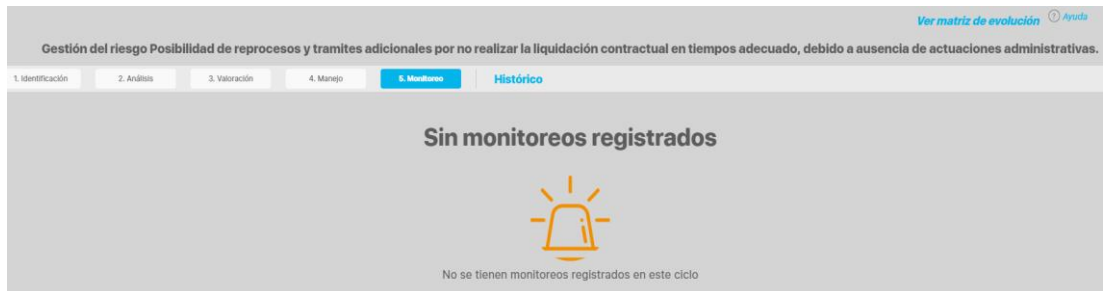 Ver matriz de evolución ? Ayuda
Gestión del riesgo Posibilidad de reprocesos y tramites adicionales por no realizar la liquidación contractual en tiempos adecuado, debido a ausencia de actuaciones administrativas.
1. Identificación 2. Análisis 3. Valoración 4. Manejo 5. Monitoreo Histórico
Sin monitoreos registrados
No se tienen monitoreos registrados en este ciclo